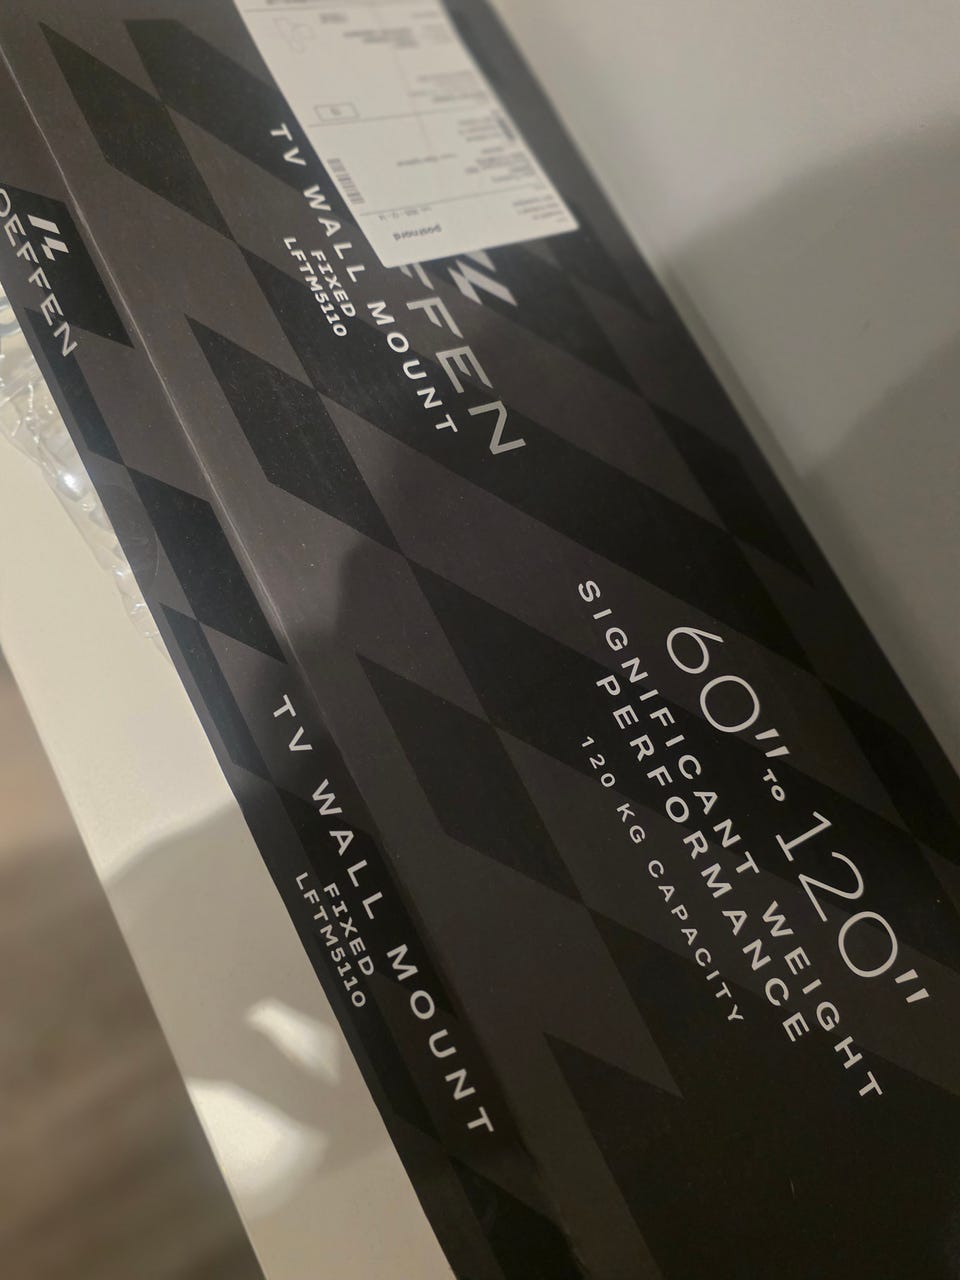 DEFFEN
TV WALL MOUNT
FIXED
LFTM5110
postnord
FFEN
TV WALL MOUNT
FIXED
LFTM5110
60" TO 120"
SIGNIFICANT WEIGHT
PERFORMANCE
120 KG CAPACITY